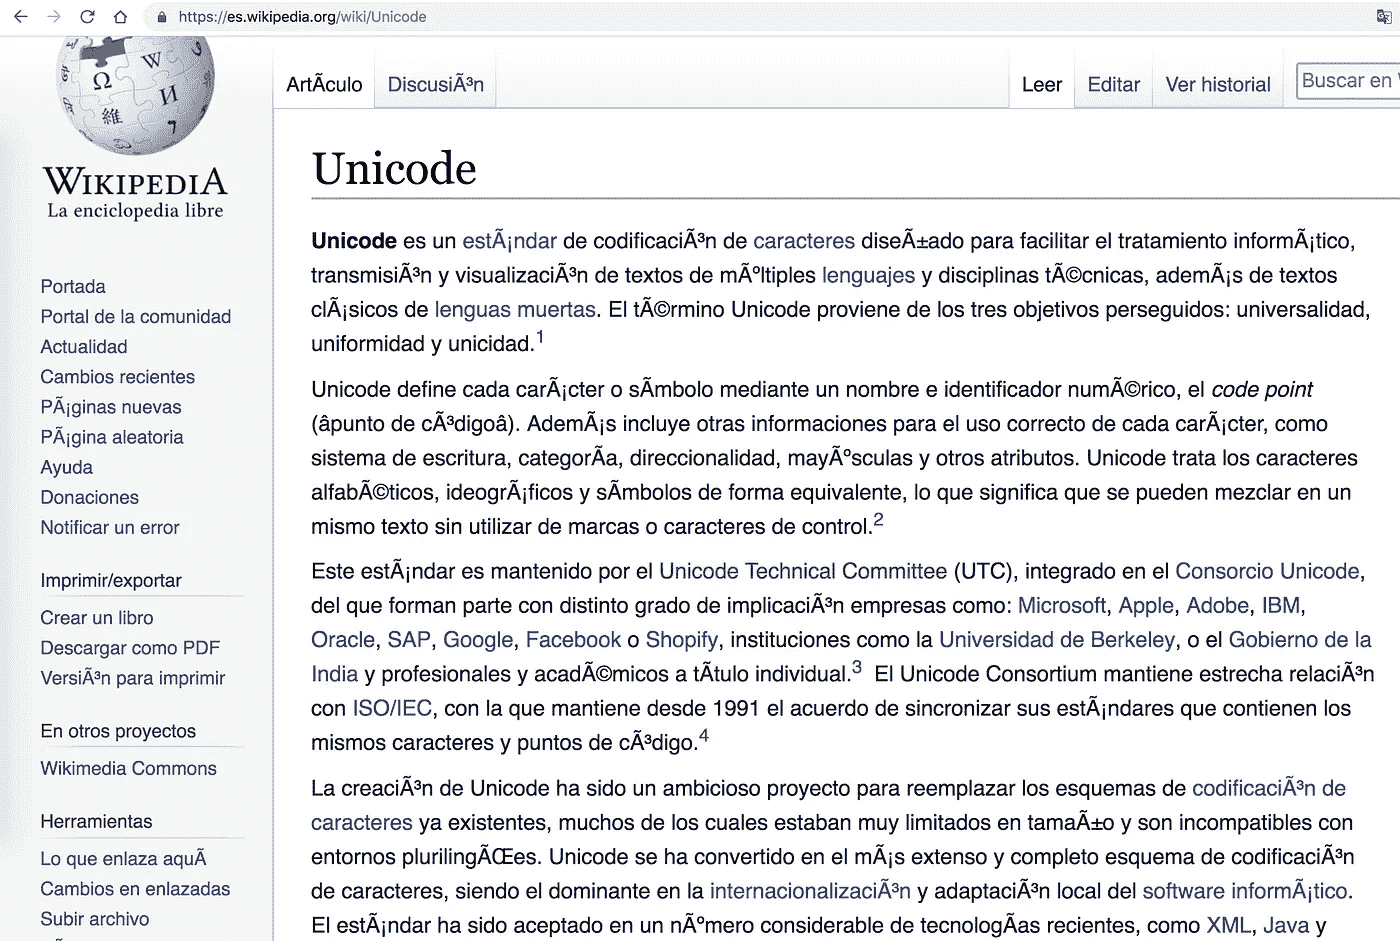 https://es.wikipedia.org/wiki/Unicode
WIKIPEDIA
La enciclopedia libre
Portada
Portal de la comunidad
Actualidad
Cambios recientes
PÃ¡ginas nuevas
PÃ¡gina aleatoria
Ayuda
Donaciones
Notificar un error
Imprimir/exportar
Crear un libro
Descargar como PDF
VersiÃ³n para imprimir
En otros proyectos
Wikimedia Commons
Herramientas
Lo que enlaza aquÃ
Cambios en enlazadas
Subir archivo
ArtÃculo DiscusiÃ³n Leer Editar Ver historial Buscar en
Unicode
Unicode es un estÃ¡ndar de codificaciÃ³n de caracteres diseÃ±ado para facilitar el tratamiento informÃ¡tico,
transmisiÃ³n y visualizaciÃ³n de textos de mÃºltiples lenguajes y disciplinas tÃ©cnicas, ademÃ¡s de textos
clÃ¡sicos de lenguas muertas. El tÃ©rmino Unicode proviene de los tres objetivos perseguidos: universalidad,
uniformidad y unicidad.1
Unicode define cada carÃ¡cter o sÃmbolo mediante un nombre e identificador numÃ©rico, el code point
(âpunto de cÃ³digoâ). AdemÃ¡s incluye otras informaciones para el uso correcto de cada carÃ¡cter, como
sistema de escritura, categorÃa, direccionalidad, mayÃºsculas y otros atributos. Unicode trata los caracteres
alfabÃ©ticos, ideogrÃ¡ficos y sÃmbolos de forma equivalente, lo que significa que se pueden mezclar en un
mismo texto sin utilizar de marcas o caracteres de control.2
Este estÃ¡ndar es mantenido por el Unicode Technical Committee (UTC), integrado en el Consorcio Unicode,
del que forman parte con distinto grado de implicaciÃ³n empresas como: Microsoft, Apple, Adobe, IBM,
Oracle, SAP, Google, Facebook o Shopify, instituciones como la Universidad de Berkeley, o el Gobierno de la
India y profesionales y acadÃ©micos a tÃtulo individual.3 El Unicode Consortium mantiene estrecha relaciÃ³n
con ISO/IEC, con la que mantiene desde 1991 el acuerdo de sincronizar sus estÃ¡ndares que contienen los
mismos caracteres y puntos de cÃ³digo.4
La creaciÃ³n de Unicode ha sido un ambicioso proyecto para reemplazar los esquemas de codificaciÃ³n de
caracteres ya existentes, muchos de los cuales estaban muy limitados en tamaÃ±o y son incompatibles con
entornos plurilingÃŒes. Unicode se ha convertido en el mÃ¡s extenso y completo esquema de codificaciÃ³n
de caracteres, siendo el dominante en la internacionalizaciÃ³n y adaptaciÃ³n local del software informÃ¡tico.
El estÃ¡ndar ha sido aceptado en un nÃºmero considerable de tecnologÃas recientes, como XML, Java y